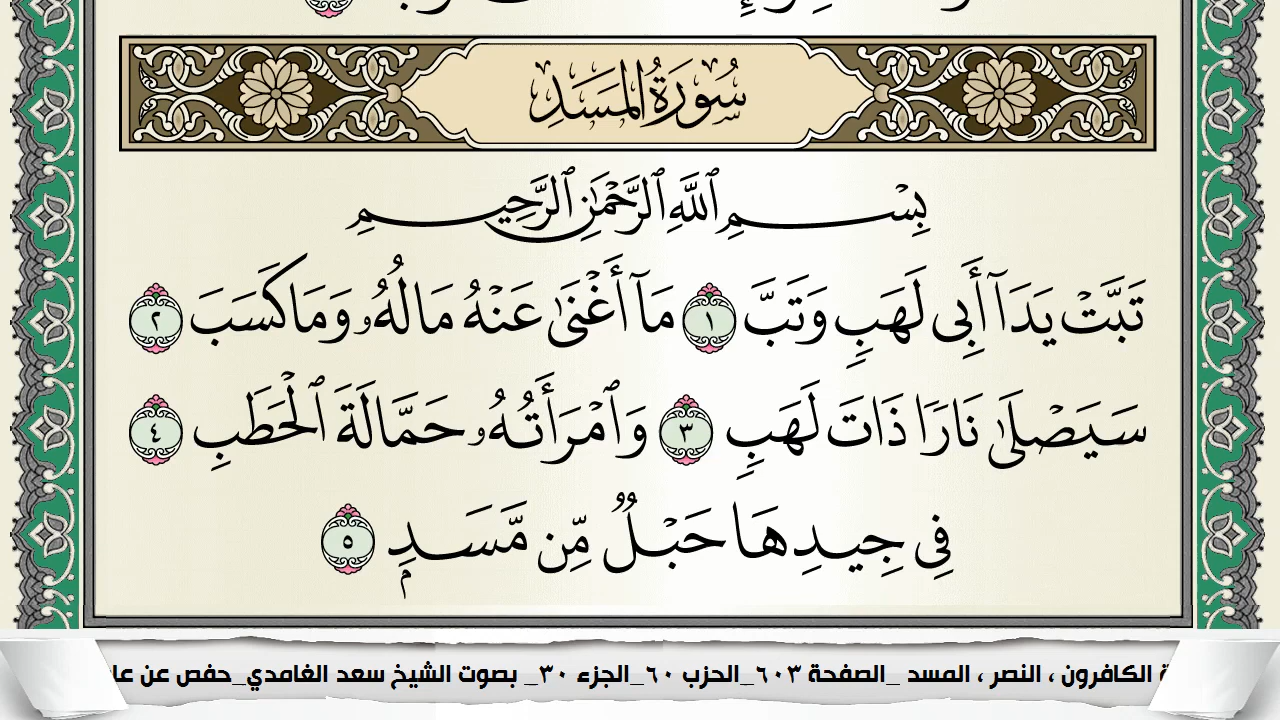 سُورَةُ المَسَدِ
بِسْمِ ٱللَّهِ ٱلرَّحْمَٰنِ ٱلرَّحِيمِ
تَبَّتْ يَدَآ أَبِى لَهَبٍ وَتَبَّ ١ مَآ أَغْنَىٰ عَنْهُ مَالُهُۥ وَمَا كَسَبَ ٢
سَيَصْلَىٰ نَارًا ذَاتَ لَهَبٍ ٣ وَٱمْرَأَتُهُۥ حَمَّالَةَ ٱلْحَطَبِ ٤
فِى جِيدِهَا حَبْلٌ مِّن مَّسَدٍۭ ٥
الكافرون ، النصر ، المسد _الصفحة ٦٠٣_الحزب ٦٠_الجزء ٣٠_ بصوت الشيخ سعد الغامدي_حفص عن عا